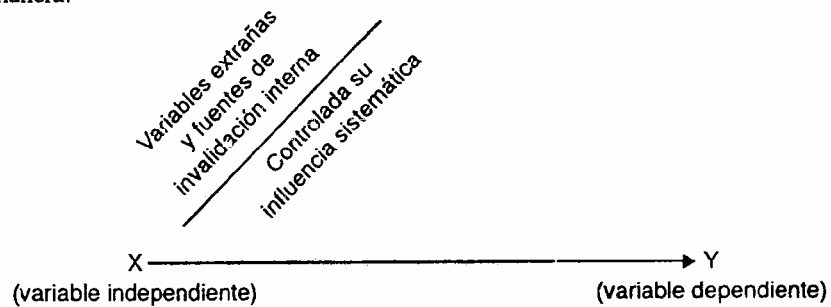 Variables extrañas
y fuentes de
invalidación interna
Controlada su
influencia sistemática
X Y
(variable independiente) (variable dependiente)